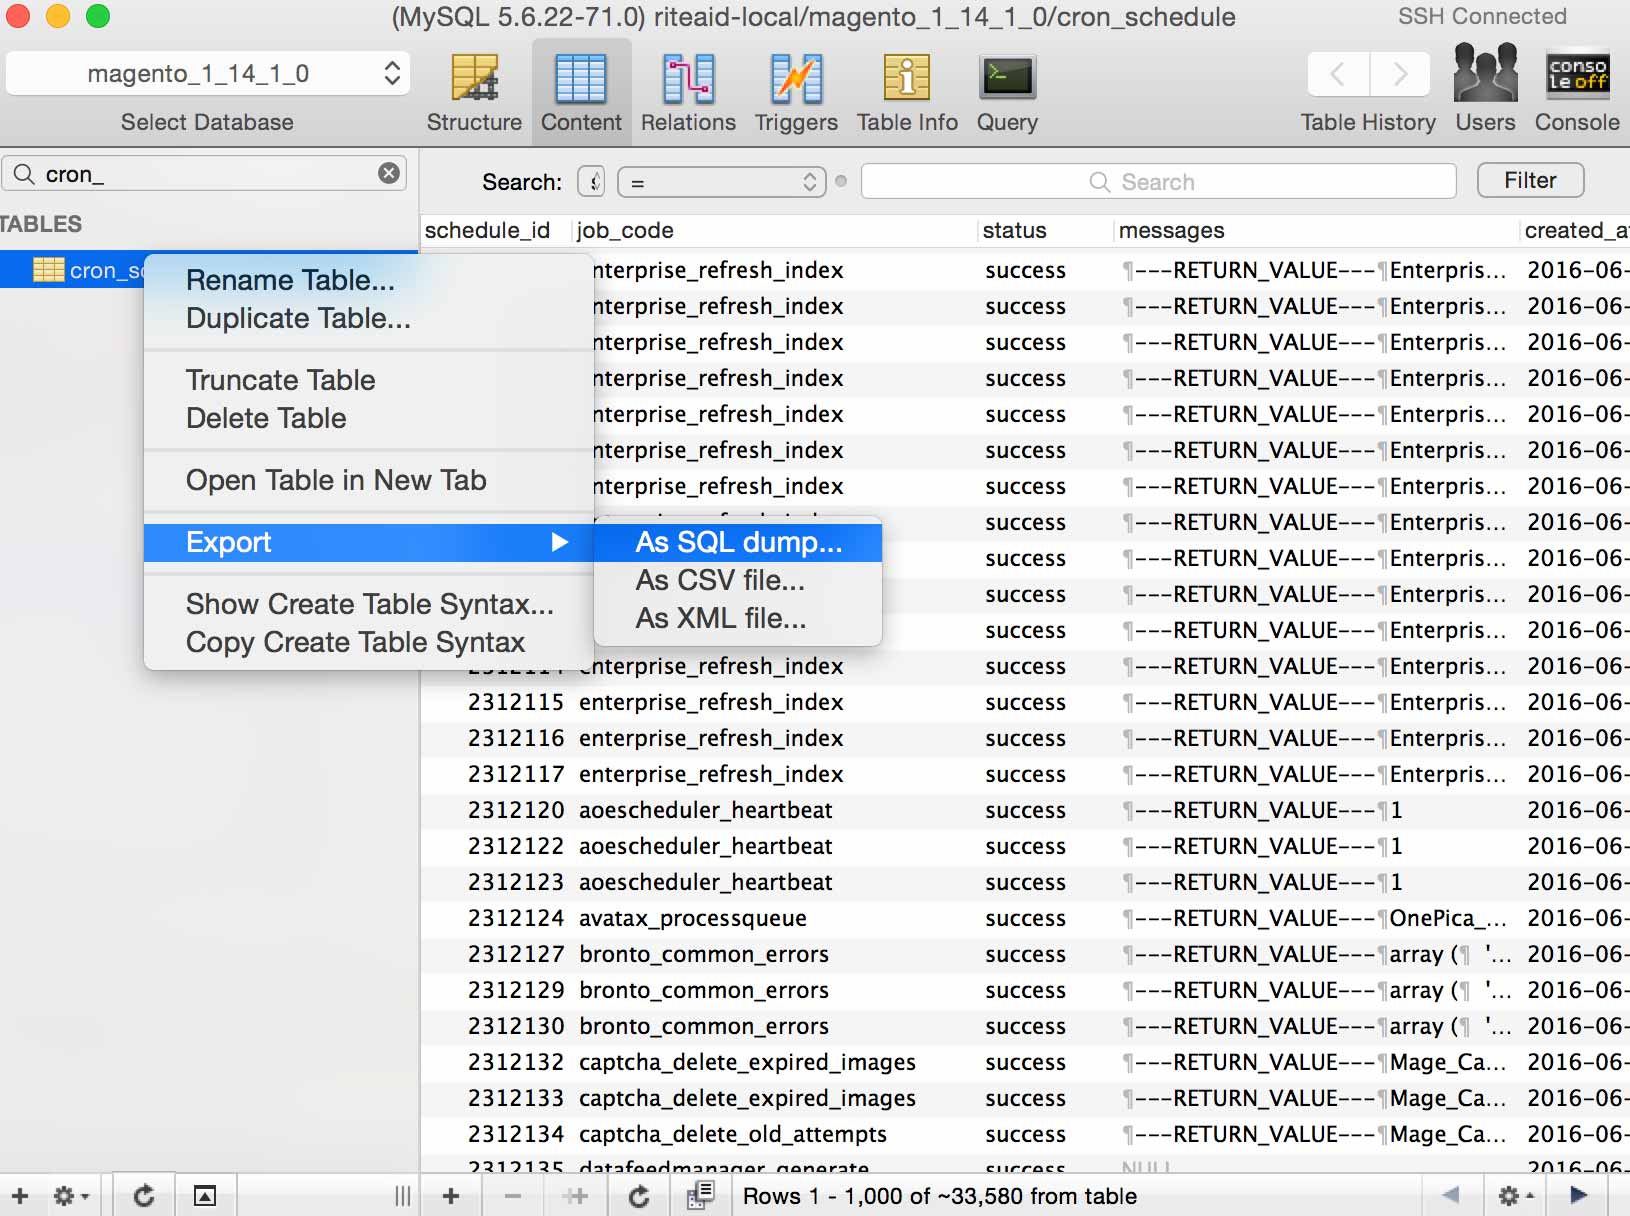 (MySQL 5.6.22-71.0) riteaid-local/magento_1_14_1_0/cron_schedule
SSH Connected
magento_1_14_1_0
conso
le off
Select Database
Structure
Content
Relations
Triggers
Table Info
Query
Table History
Users
Console
cron_
Search:
=
Search
Filter
TABLES
schedule_id job_code status messages
cron_s
Rename Table...
Duplicate Table...
Truncate Table
Delete Table
Open Table in New Tab
Export
Show Create Table Syntax...
Copy Create Table Syntax
As SQL dump...
As CSV file...
As XML file...
nterprise_refresh_index success ¶---RETURN_VALUE---¶Enterpris... 2016-06-
nterprise_refresh_index success ¶---RETURN_VALUE---¶Enterpris... 2016-06-
nterprise_refresh_index success ¶---RETURN_VALUE---¶Enterpris... 2016-06-
nterprise_refresh_index success ¶---RETURN_VALUE---¶Enterpris... 2016-06-
nterprise_refresh_index success ¶---RETURN_VALUE---¶Enterpris... 2016-06-
nterprise_refresh_index success ¶---RETURN_VALUE---¶Enterpris... 2016-06-
nterprise_refresh_index success ¶---RETURN_VALUE---¶Enterpris... 2016-06-
success ¶---RETURN_VALUE---¶Enterpris... 2016-06-
success ¶---RETURN_VALUE---¶Enterpris... 2016-06-
success ¶---RETURN_VALUE---¶Enterpris... 2016-06-
success ¶---RETURN_VALUE---¶Enterpris... 2016-06-
enterprise_refresh_index success ¶---RETURN_VALUE---¶Enterpris... 2016-06-
2312115 enterprise_refresh_index success ¶---RETURN_VALUE---¶Enterpris... 2016-06-
2312116 enterprise_refresh_index success ¶---RETURN_VALUE---¶Enterpris... 2016-06-
2312117 enterprise_refresh_index success ¶---RETURN_VALUE---¶Enterpris... 2016-06-
2312120 aoescheduler_heartbeat success ¶---RETURN_VALUE---¶1 2016-06-
2312122 aoescheduler_heartbeat success ¶---RETURN_VALUE---¶1 2016-06-
2312123 aoescheduler_heartbeat success ¶---RETURN_VALUE---¶1 2016-06-
2312124 avatax_processqueue success ¶---RETURN_VALUE---¶OnePica_... 2016-06-
2312127 bronto_common_errors success ¶---RETURN_VALUE---¶array (¶ '... 2016-06-
2312129 bronto_common_errors success ¶---RETURN_VALUE---¶array (¶ '... 2016-06-
2312130 bronto_common_errors success ¶---RETURN_VALUE---¶array (¶ '... 2016-06-
2312132 captcha_delete_expired_images success ¶---RETURN_VALUE---¶Mage_Ca... 2016-06-
2312133 captcha_delete_expired_images success ¶---RETURN_VALUE---¶Mage_Ca... 2016-06-
2312134 captcha_delete_old_attempts success ¶---RETURN_VALUE---¶Mage_Ca... 2016-06-
2312135 datafeedmanager_generate success NULL 2016-06-
Rows 1 - 1,000 of ~33,580 from table